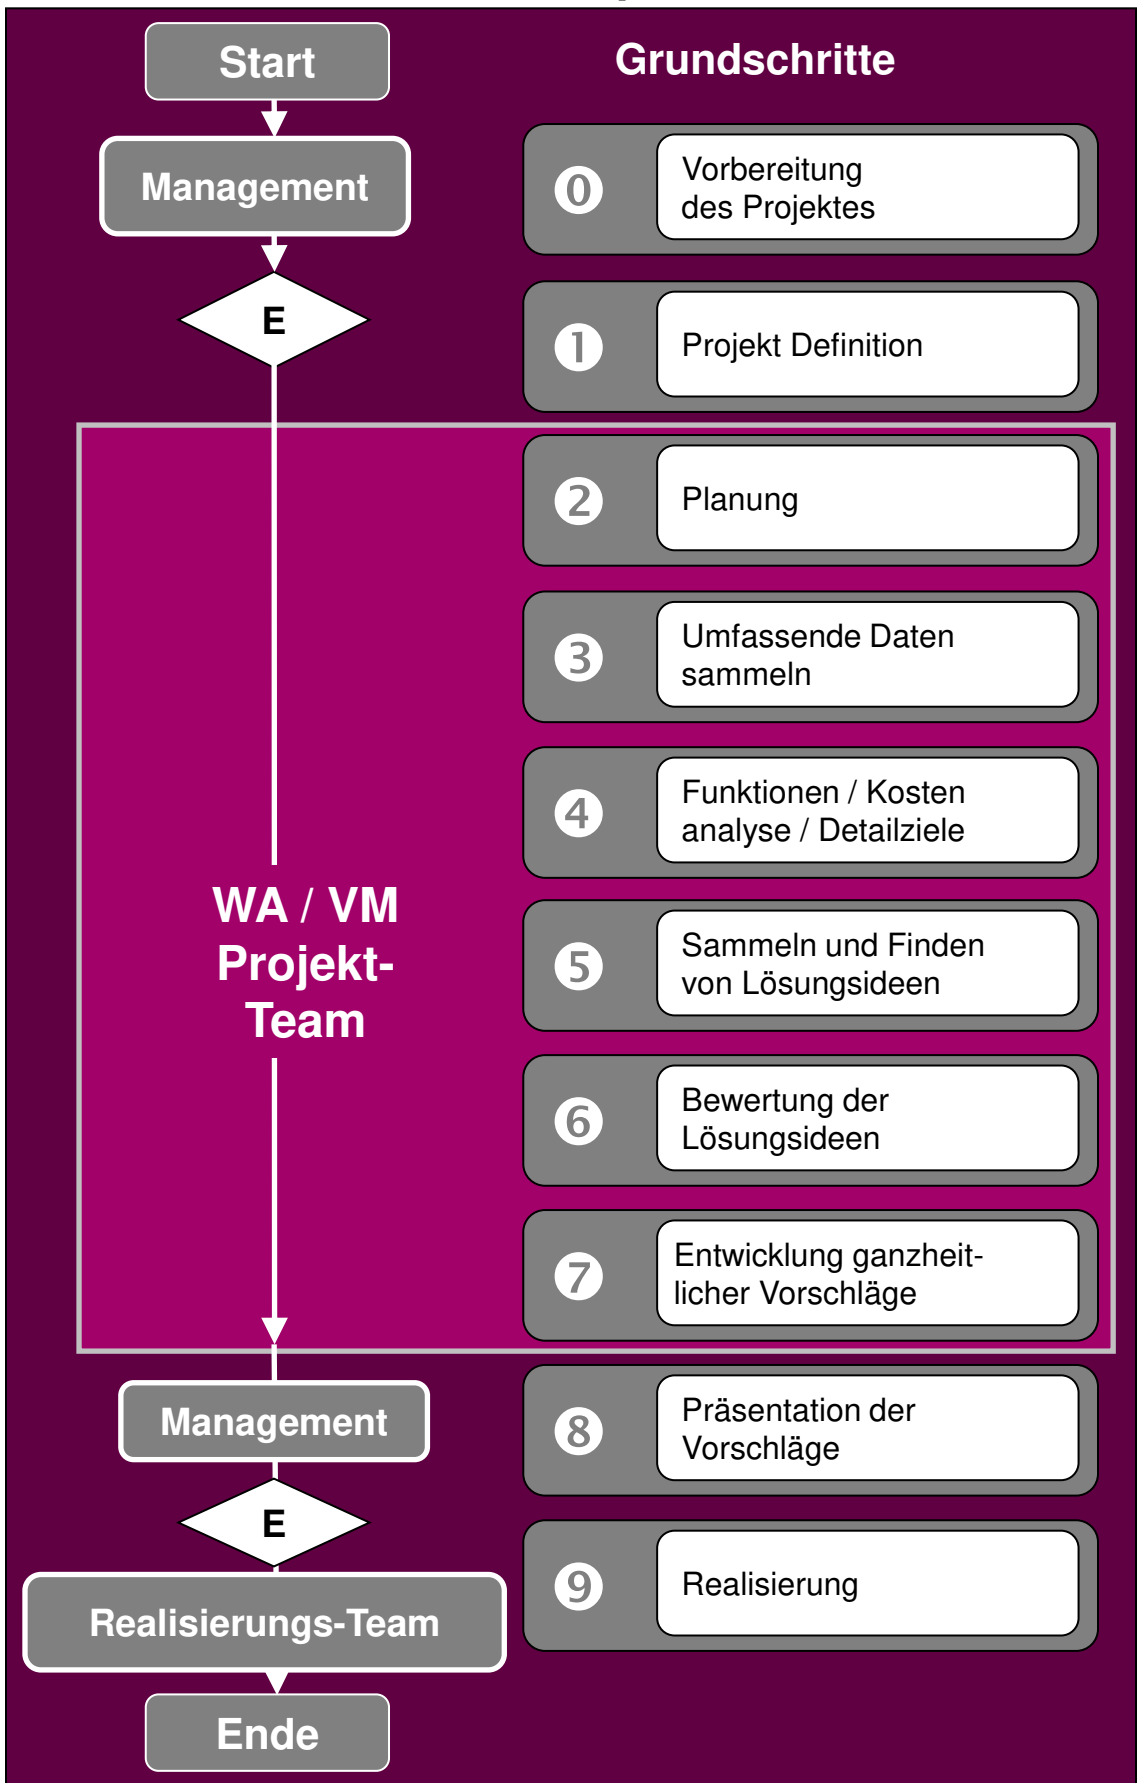 Start
Grundschritte
Management
0
Vorbereitung
des Projektes
E
1
Projekt Definition
2
Planung
3
Umfassende Daten
sammeln
4
Funktionen / Kosten
analyse / Detailziele
WA / VM
Projekt-
Team
5
Sammeln und Finden
von Lösungsideen
6
Bewertung der
Lösungsideen
7
Entwicklung ganzheit-
licher Vorschläge
Management
8
Präsentation der
Vorschläge
E
9
Realisierung
Realisierungs-Team
Ende